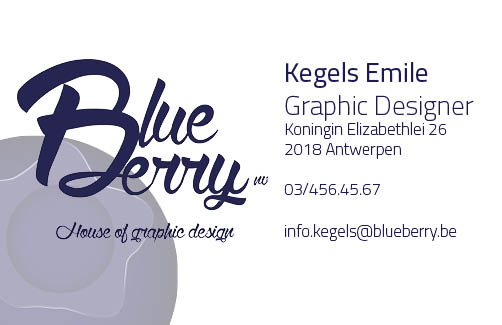 Blue
Berry nv
House of graphic design
Kegels Emile
Graphic Designer
Koningin Elizabethlei 26
2018 Antwerpen
03/456.45.67
info.kegels@blueberry.be